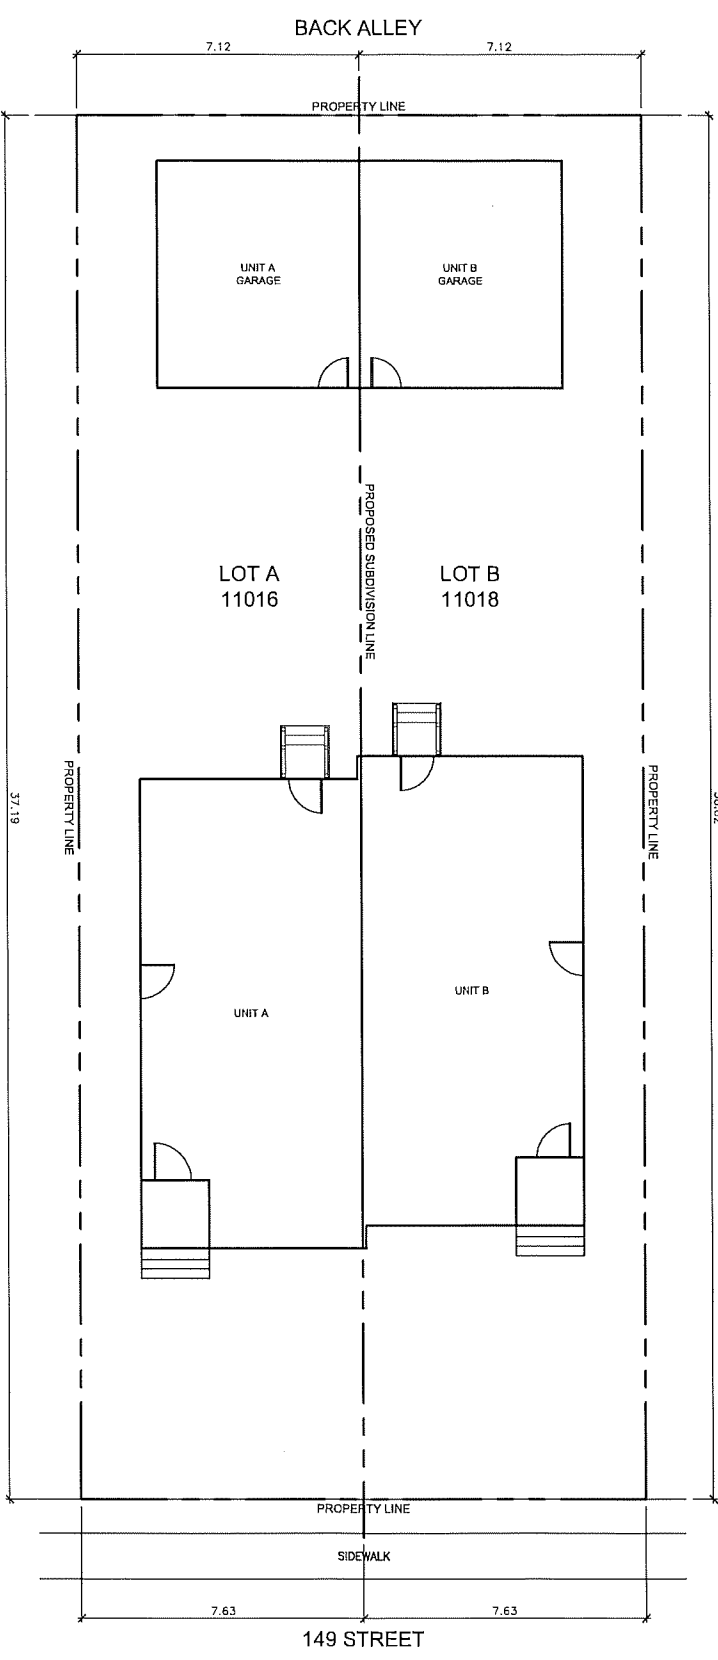 BACK ALLEY
7.12
7.12
PROPERTY LINE
UNIT A
GARAGE
UNIT B
GARAGE
PROPOSED SUBDIVISION LINE
LOT A
11016
LOT B
11018
37.19
PROPERTY LINE
PROPERTY LINE
UNIT A
UNIT B
PROPERTY LINE
SIDEWALK
7.63
7.63
149 STREET